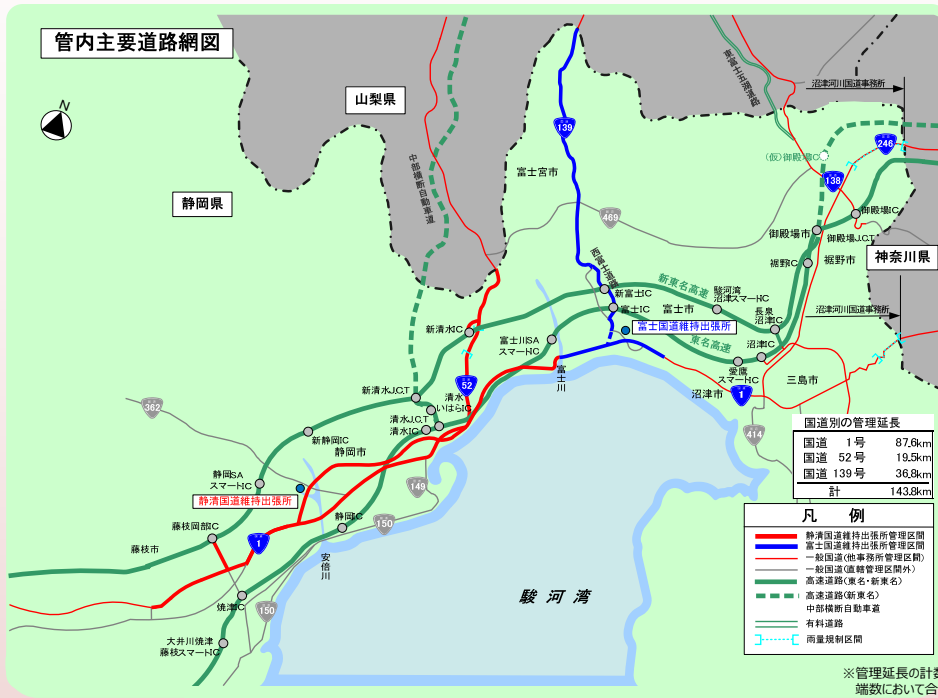 管内主要道路網図
N
山梨県
静岡県
神奈川県
沼津河川国道事務所
東富士五湖道路
中部横断自動車道
139
富士宮市
469
246
(仮)御殿場IC
138
御殿場IC
御殿場市
御殿場J.C.T
裾野IC
裾野市
沼津河川国道事務所
西富士道路
新東名高速
新富士IC
駿河湾
沼津スマートIC
富士IC
富士市
長泉
沼津IC
富士国道維持出張所
新清水IC
富士川SA
スマートIC
東名高速
沼津IC
愛鷹
スマートIC
三島市
富士川
52
沼津市
1
新清水J.C.T
清水
いはらIC
清水J.C.T
清水IC
362
414
新静岡IC
静岡市
静岡SA
スマートIC
静清国道維持出張所
149
静岡IC
150
藤枝岡部IC
藤枝市
1
安倍川
焼津IC
150
駿河湾
大井川焼津
藤枝スマートIC
国道別の管理延長
国道 1号 87.6km
国道 52号 19.5km
国道 139号 36.8km
計 143.8km
凡 例
静清国道維持出張所管理区間
富士国道維持出張所管理区間
一般国道(他事務所管理区間)
一般国道(直轄管理区間外)
高速道路(東名・新東名)
高速道路(新東名)
中部横断自動車道
有料道路
雨量規制区間
※管理延長の計数
端数において合